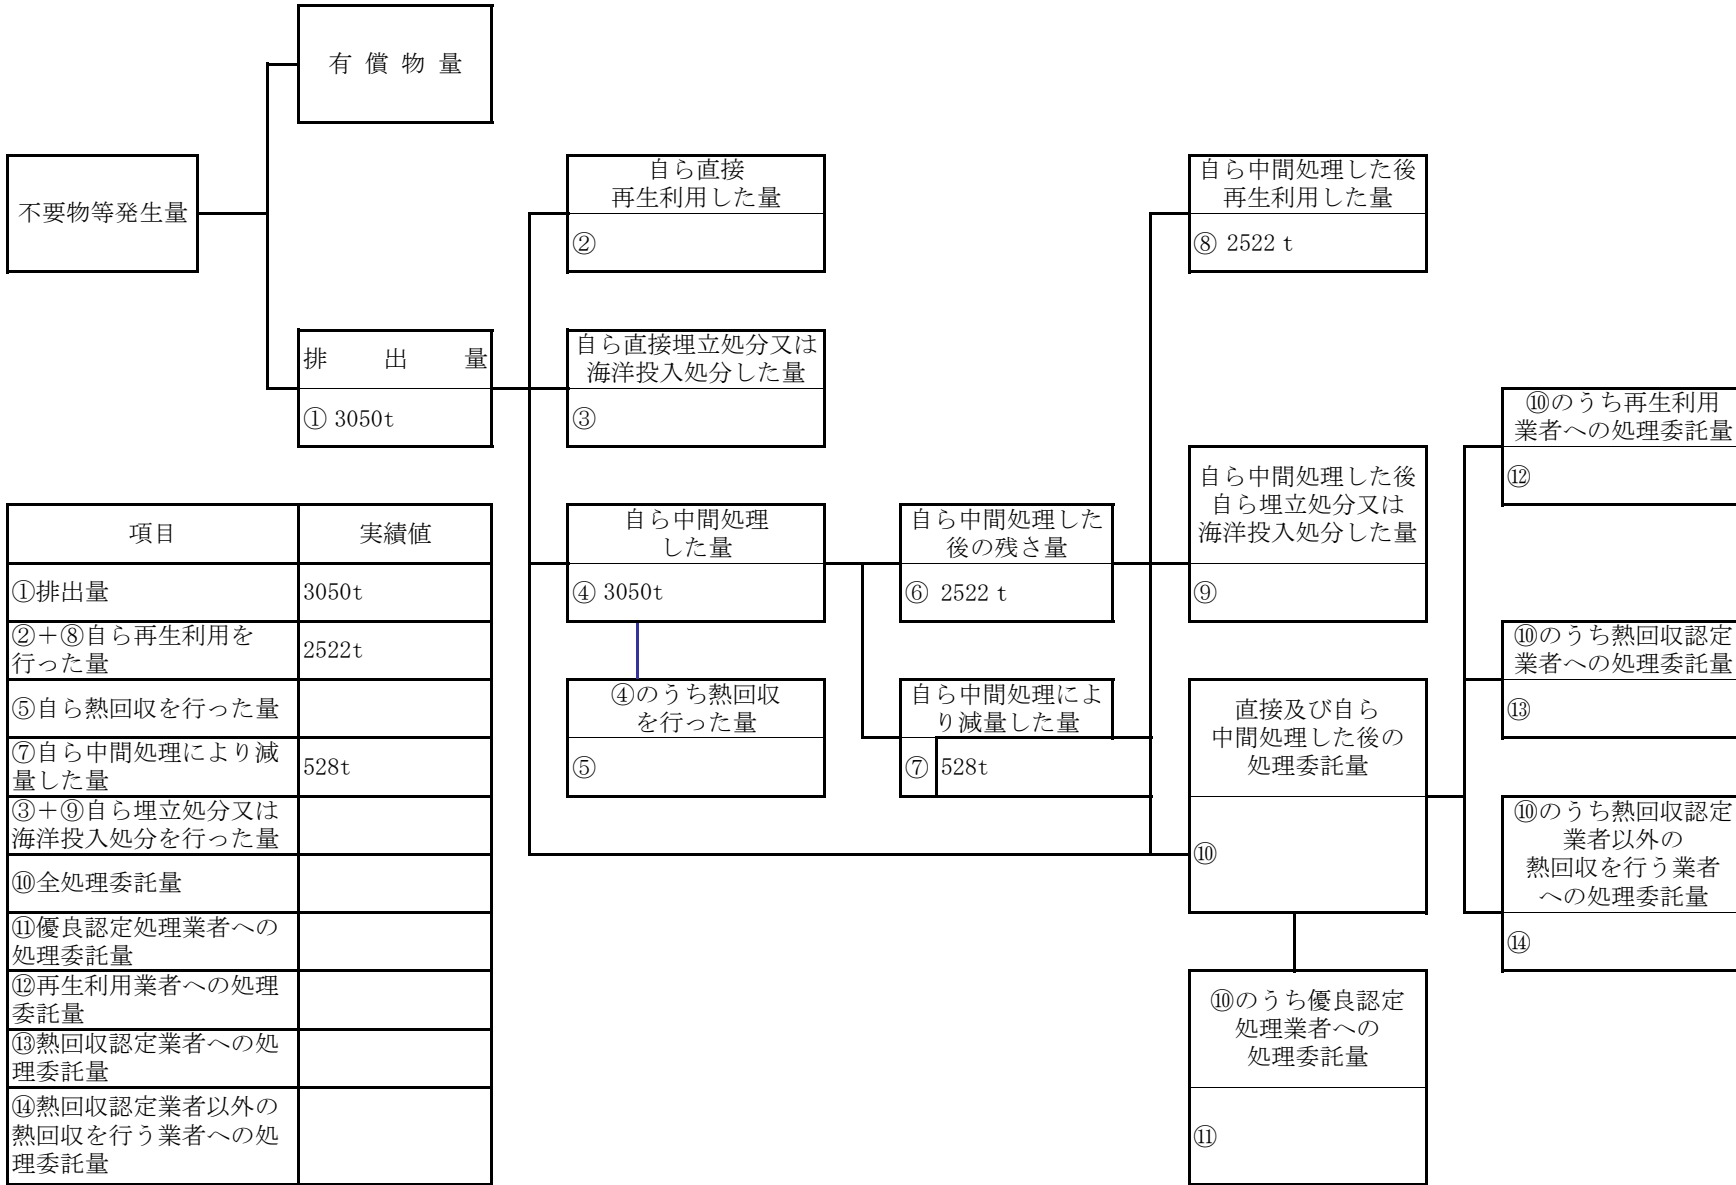 有 償 物 量
不要物等発生量
自ら直接
再生利用した量
②
自ら中間処理した後
再生利用した量
⑧ 2522 t
排 出 量
① 3050t
自ら直接埋立処分又は
海洋投入処分した量
③
自ら中間処理した後
自ら埋立処分又は
海洋投入処分した量
⑨
⑩のうち再生利用
業者への処理委託量
⑫
自ら中間処理
した量
④ 3050t
自ら中間処理した
後の残さ量
⑥ 2522 t
⑩のうち熱回収認定
業者への処理委託量
⑬
④のうち熱回収
を行った量
⑤
自ら中間処理によ
り減量した量
⑦ 528t
直接及び自ら
中間処理した後の
処理委託量
⑩
⑩のうち熱回収認定
業者以外の
熱回収を行う業者
への処理委託量
⑭
⑩のうち優良認定
処理業者への
処理委託量
⑪
項目 実績値
①排出量 3050t
②＋⑧自ら再生利用を
行った量 2522t
⑤自ら熱回収を行った量
⑦自ら中間処理により減
量した量 528t
③＋⑨自ら埋立処分又は
海洋投入処分を行った量
⑩全処理委託量
⑪優良認定処理業者への
処理委託量
⑫再生利用業者への処理
委託量
⑬熱回収認定業者への処
理委託量
⑭熱回収認定業者以外の
熱回収を行う業者への処
理委託量